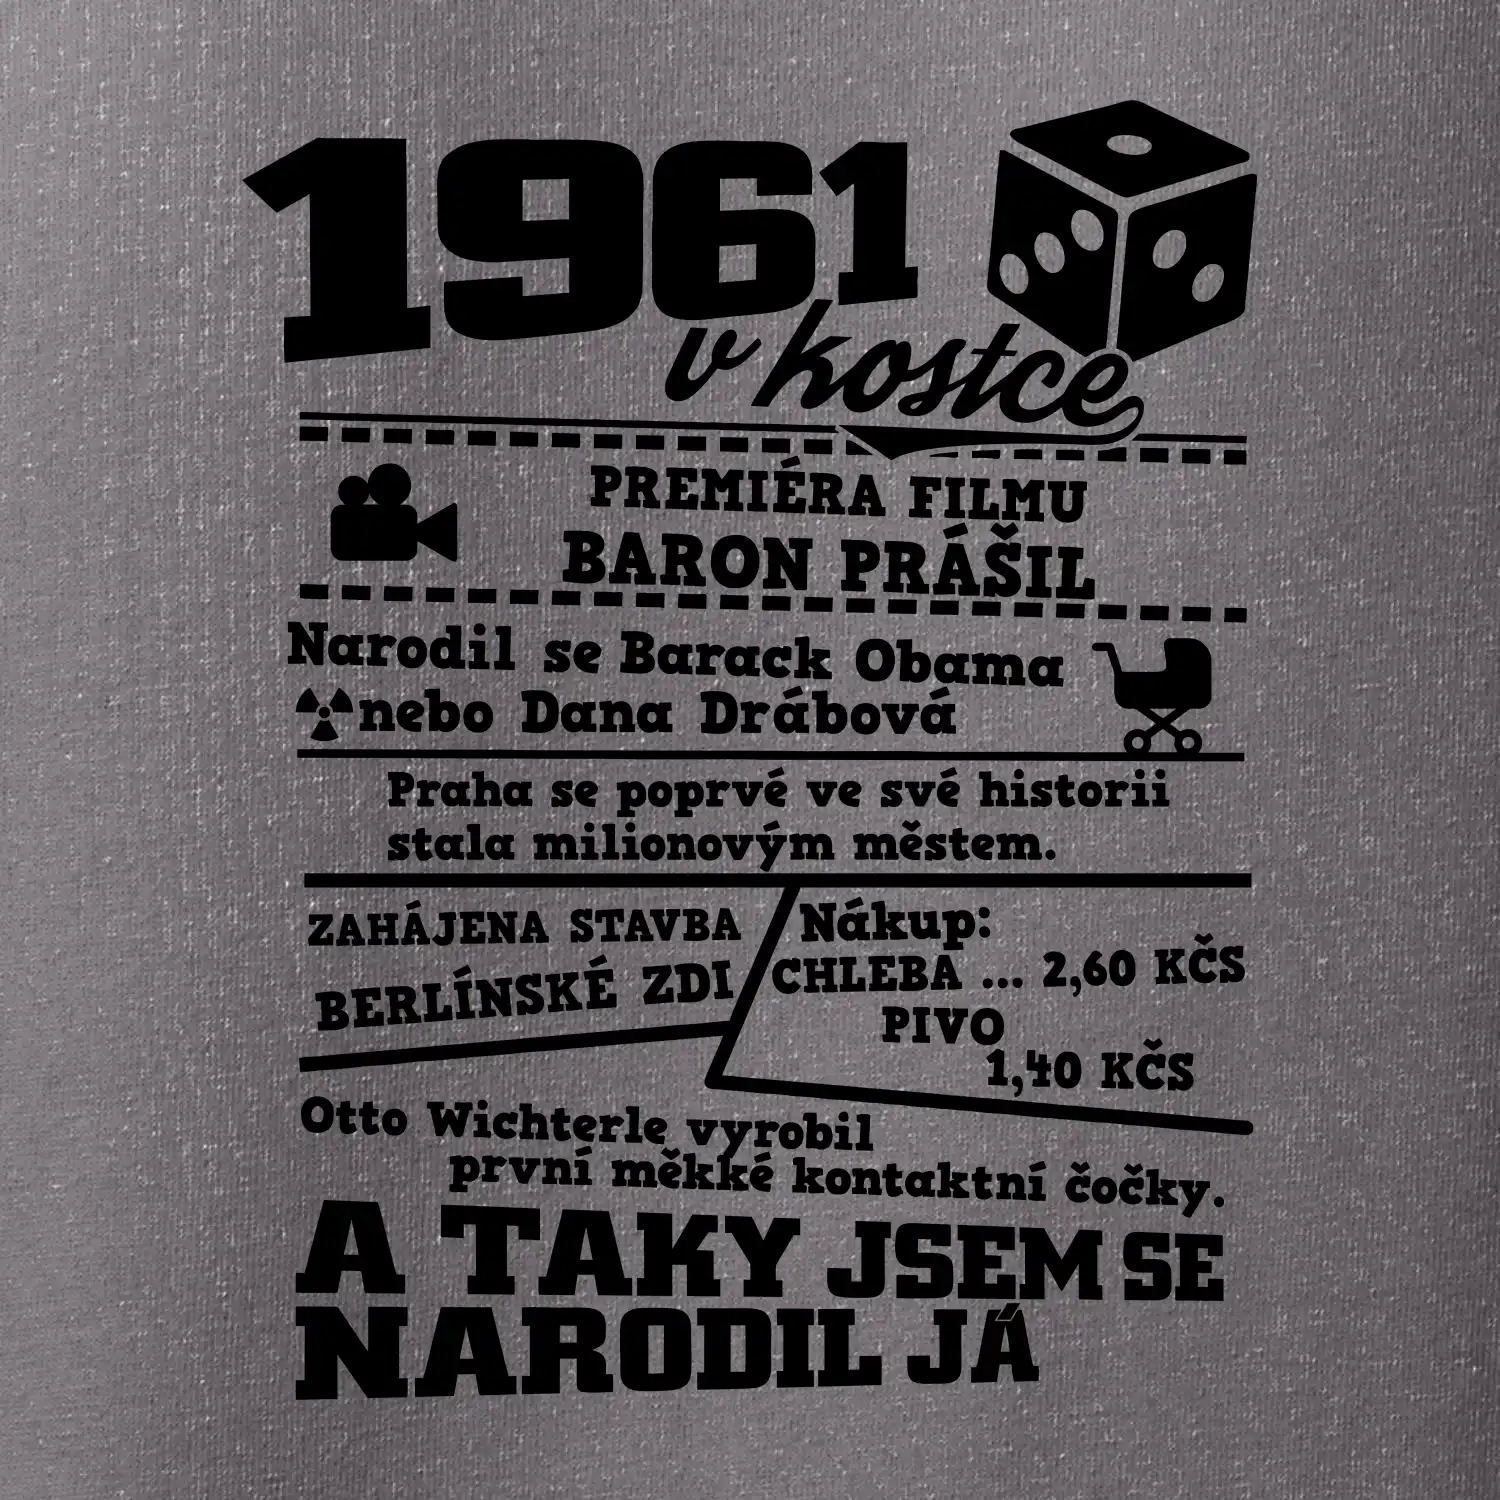 1961
v kostce
PREMIÉRA FILMU
BARON PRÁŠIL
Narodil se Barack Obama
nebo Dana Drábová
Praha se poprvé ve své historii
stala milionovým městem.
ZAHÁJENA STAVBA
BERLÍNSKÉ ZDI
Nákup:
CHLEBA ... 2,60 KČS
PIVO
1,40 KČS
Otto Wichterle vyrobil
první měkké kontaktní čočky.
A TAKY JSEM SE
NARODIL JÁ